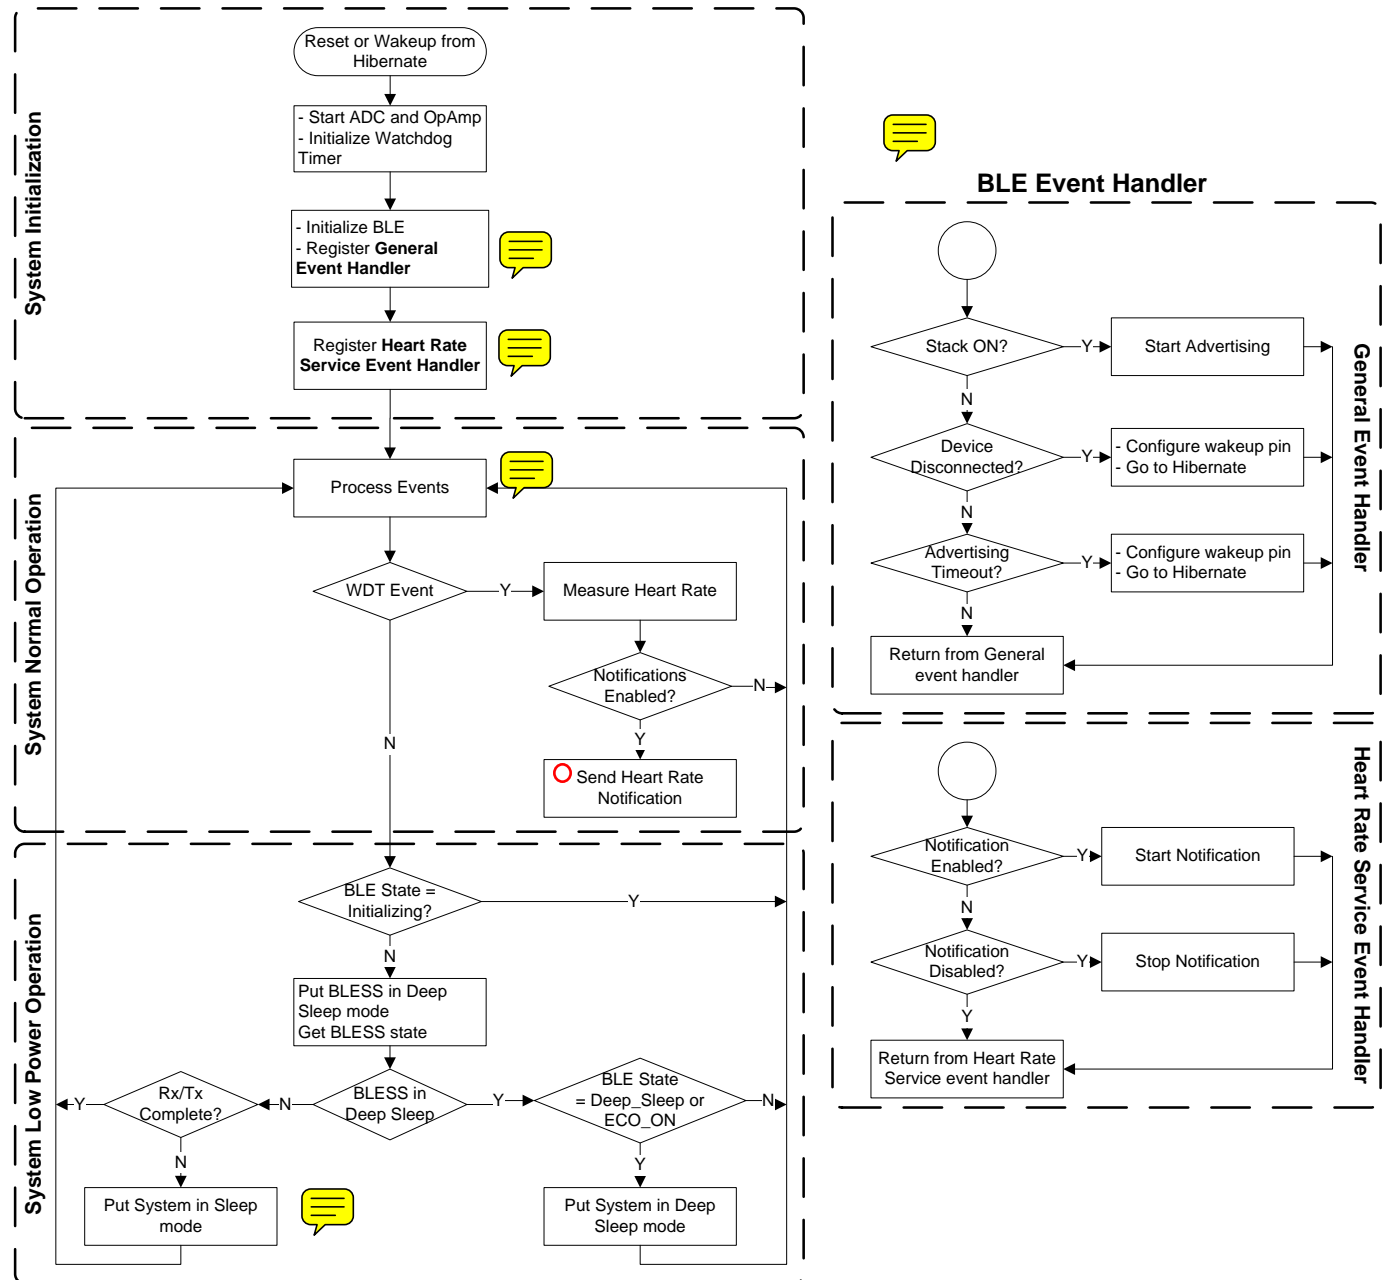 System Initialization
Reset or Wakeup from
Hibernate
- Start ADC and OpAmp
- Initialize Watchdog
Timer
- Initialize BLE
- Register General
Event Handler
Register Heart Rate
Service Event Handler
System Normal Operation
Process Events
WDT Event
Y
Measure Heart Rate
Notifications
Enabled?
N
Y
N
Send Heart Rate
Notification
System Low Power Operation
BLE State =
Initializing?
Y
N
Put BLESS in Deep
Sleep mode
Get BLESS state
Rx/Tx
Complete?
Y
N
BLESS in
Deep Sleep
Y
BLE State
= Deep_Sleep or
ECO_ON
N
N
Y
Put System in Sleep
mode
Put System in Deep
Sleep mode
BLE Event Handler
General Event Handler
Stack ON?
Y
Start Advertising
N
Device
Disconnected?
Y
- Configure wakeup pin
- Go to Hibernate
N
Advertising
Timeout?
Y
- Configure wakeup pin
- Go to Hibernate
N
Return from General
event handler
Heart Rate Service Event Handler
Notification
Enabled?
Y
Start Notification
N
Notification
Disabled?
Y
Stop Notification
Y
Return from Heart Rate
Service event handler